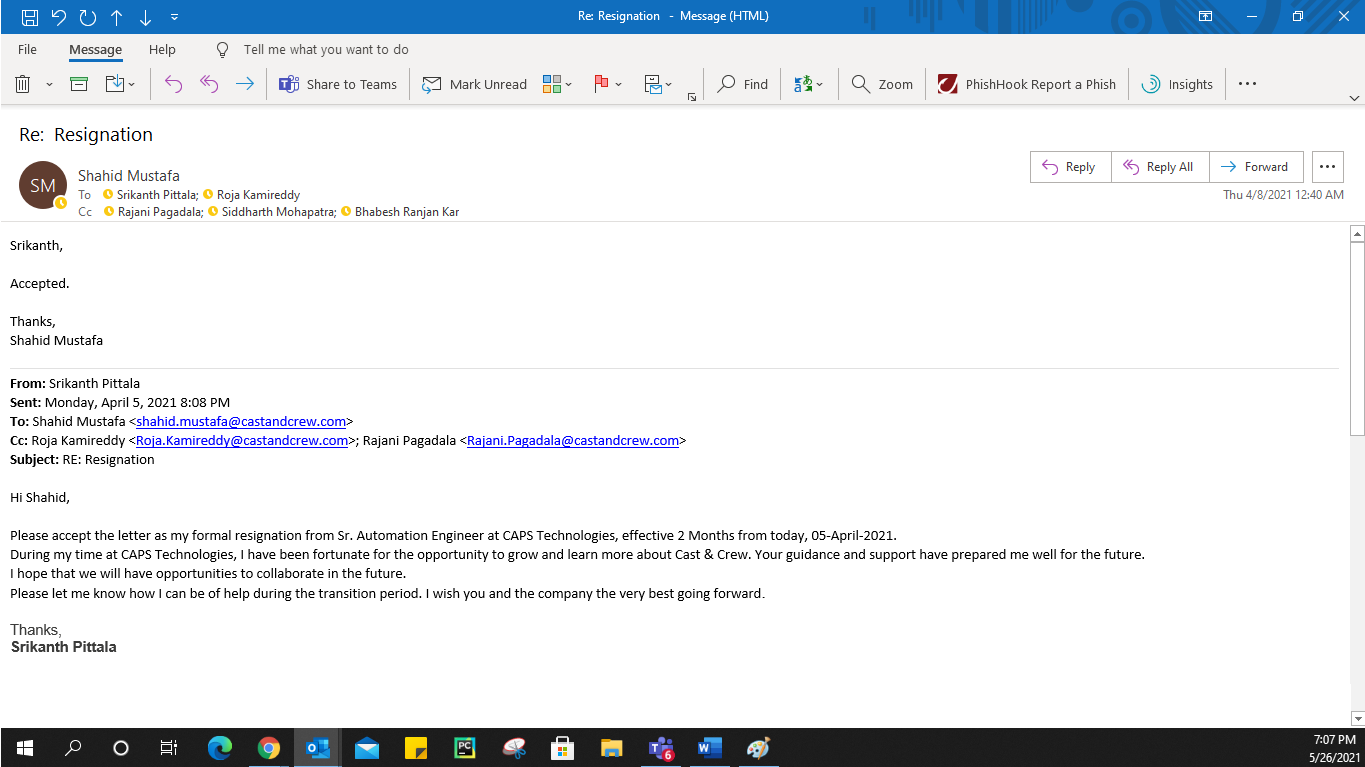 Re: Resignation - Message (HTML)
File Message Help Tell me what you want to do
Share to Teams Mark Unread Find Zoom PhishHook Report a Phish Insights
Re: Resignation
SM
Shahid Mustafa
To Srikanth Pittala; Roja Kamireddy
Cc Rajani Pagadala; Siddharth Mohapatra; Bhabesh Ranjan Kar
Reply Reply All Forward
Thu 4/8/2021 12:40 AM
Srikanth,
Accepted.
Thanks,
Shahid Mustafa
From: Srikanth Pittala
Sent: Monday, April 5, 2021 8:08 PM
To: Shahid Mustafa <shahid.mustafa@castandcrew.com>
Cc: Roja Kamireddy <Roja.Kamireddy@castandcrew.com>; Rajani Pagadala <Rajani.Pagadala@castandcrew.com>
Subject: RE: Resignation
Hi Shahid,
Please accept the letter as my formal resignation from Sr. Automation Engineer at CAPS Technologies, effective 2 Months from today, 05-April-2021.
During my time at CAPS Technologies, I have been fortunate for the opportunity to grow and learn more about Cast & Crew. Your guidance and support have prepared me well for the future.
I hope that we will have opportunities to collaborate in the future.
Please let me know how I can be of help during the transition period. I wish you and the company the very best going forward.
Thanks,
Srikanth Pittala
PC
6
7:07 PM
5/26/2021